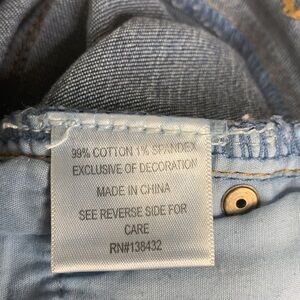 99% COTTON 1% SPANDEX
EXCLUSIVE OF DECORATION
MADE IN CHINA
SEE REVERSE SIDE FOR
CARE
RN#138432